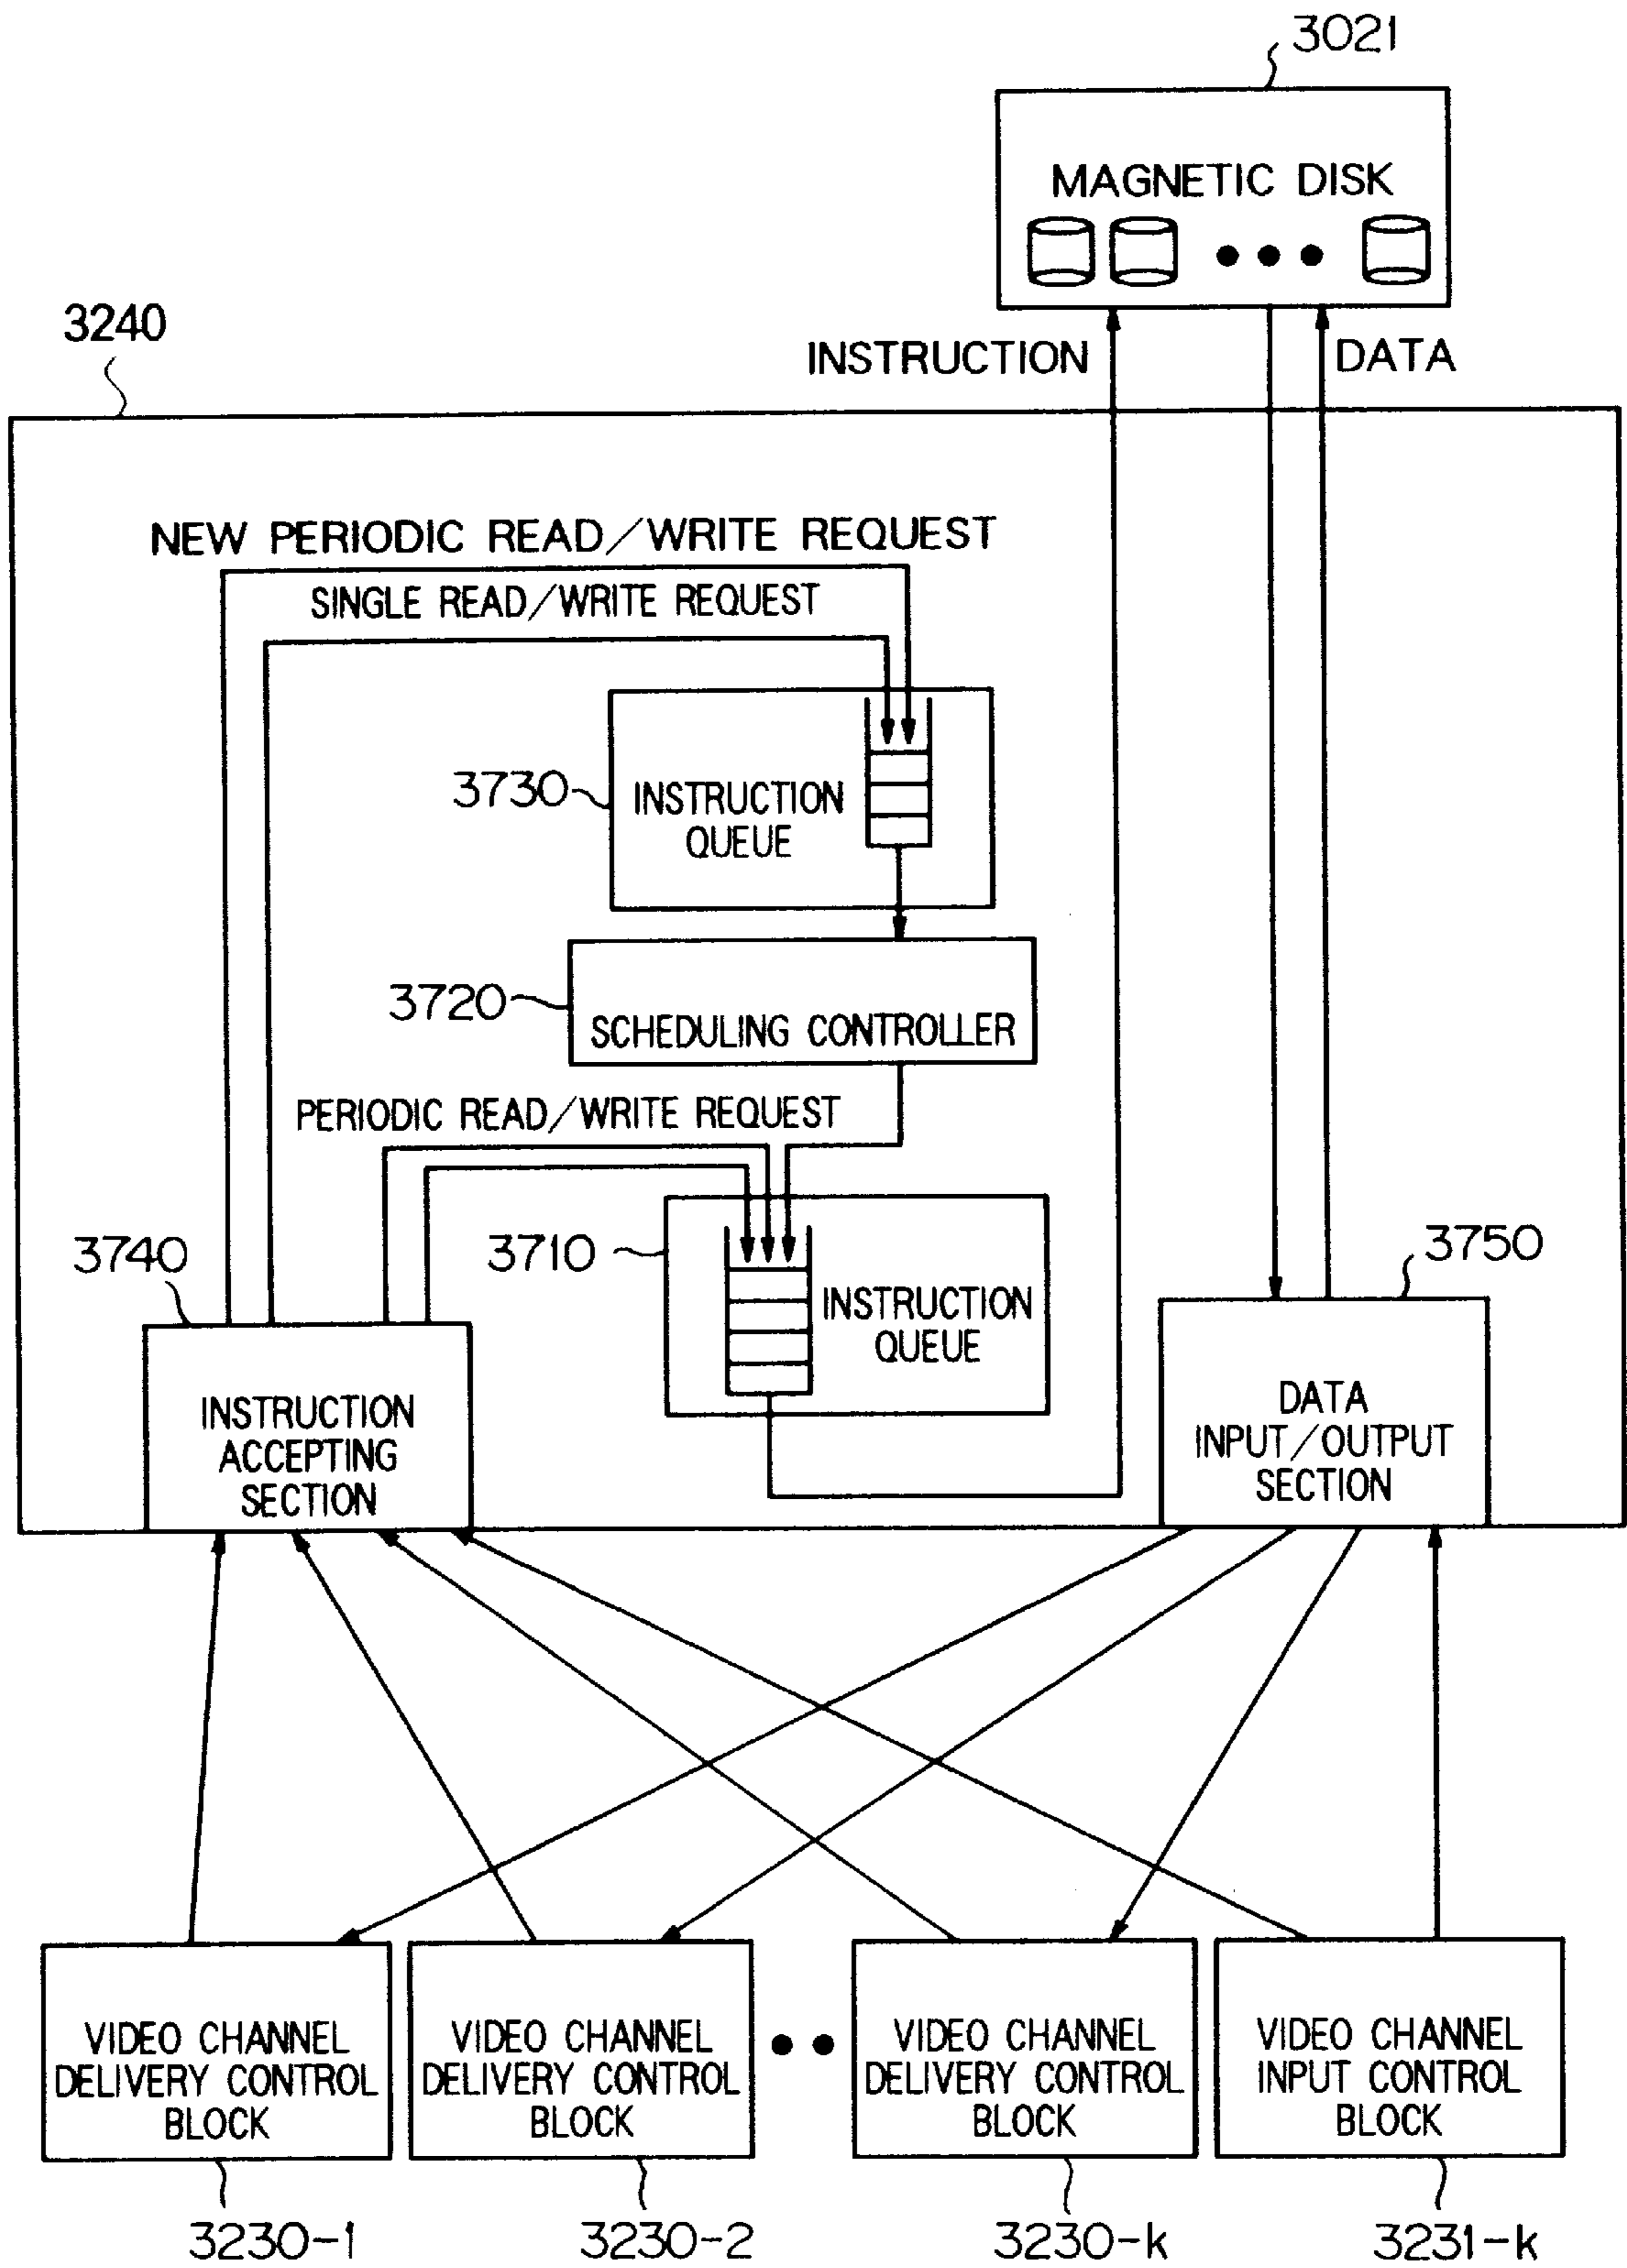 3021
MAGNETIC DISK
3240
INSTRUCTION
DATA
NEW PERIODIC READ/WRITE REQUEST
SINGLE READ/WRITE REQUEST
3730
INSTRUCTION
QUEUE
3720
SCHEDULING CONTROLLER
PERIODIC READ/WRITE REQUEST
3740
3710
3750
INSTRUCTION
QUEUE
INSTRUCTION
ACCEPTING
SECTION
DATA
INPUT/OUTPUT
SECTION
VIDEO CHANNEL
DELIVERY CONTROL
BLOCK
VIDEO CHANNEL
DELIVERY CONTROL
BLOCK
VIDEO CHANNEL
DELIVERY CONTROL
BLOCK
VIDEO CHANNEL
INPUT CONTROL
BLOCK
3230-1
3230-2
3230-k
3231-k